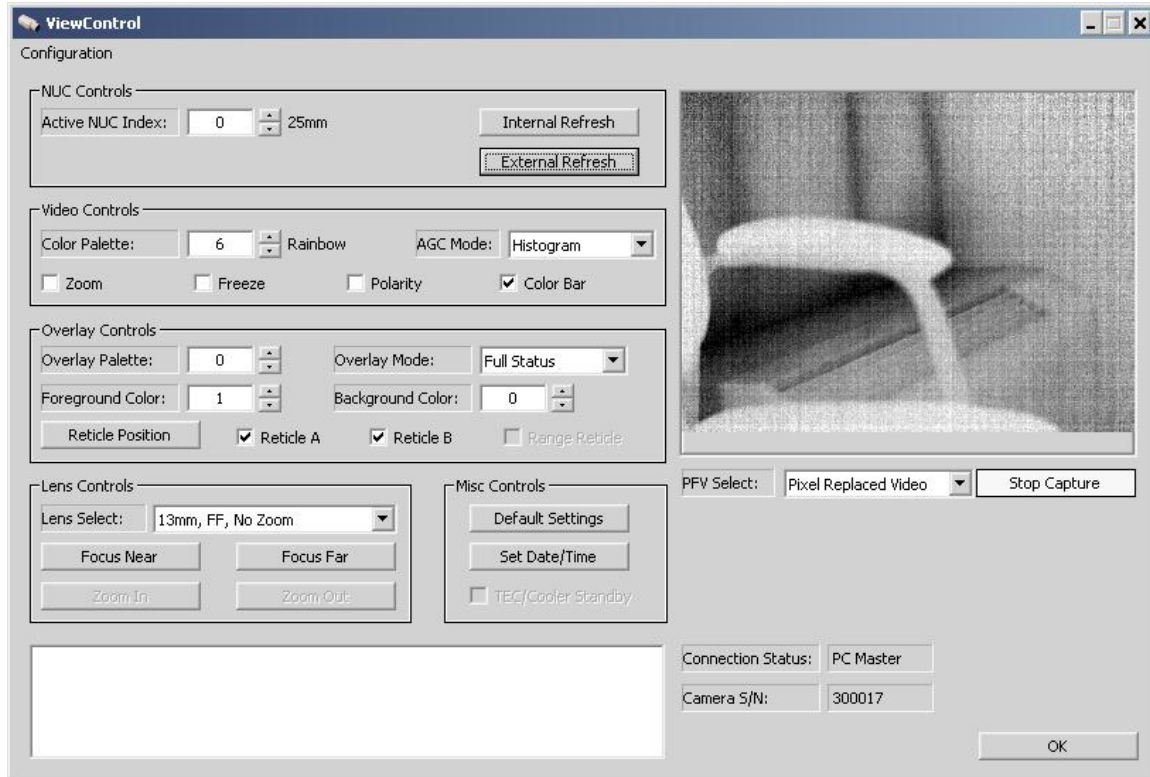 ViewControl
Configuration
NUC Controls
Active NUC Index: 0 25mm Internal Refresh
External Refresh
Video Controls
Color Palette: 6 Rainbow AGC Mode: Histogram
Zoom Freeze Polarity Color Bar
Overlay Controls
Overlay Palette: 0 Overlay Mode: Full Status
Foreground Color: 1 Background Color: 0
Reticle Position Reticle A Reticle B Range Reticle
PFV Select: Pixel Replaced Video Stop Capture
Lens Controls
Lens Select: 13mm, FF, No Zoom
Focus Near Focus Far
Zoom In Zoom Out
Misc Controls
Default Settings
Set Date/Time
TEC/Cooler Standby
Connection Status: PC Master
Camera S/N: 300017
OK